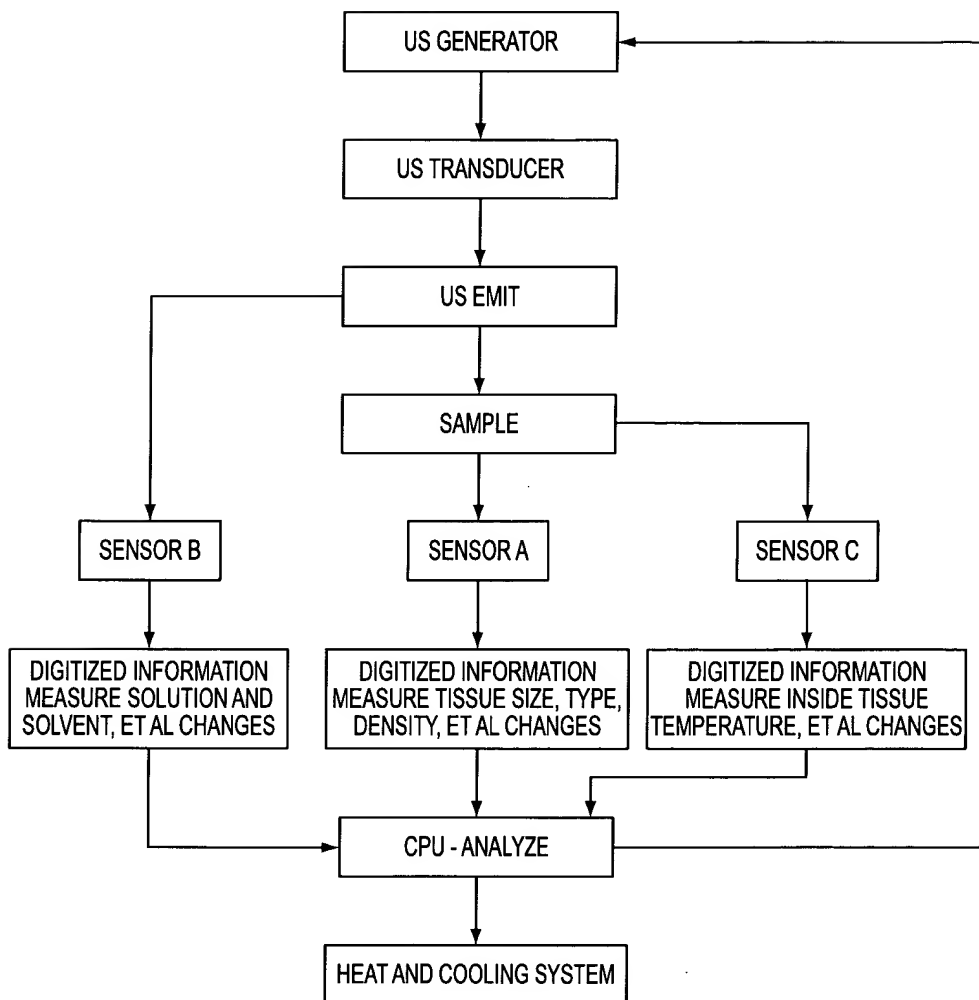 US GENERATOR
US TRANSDUCER
US EMIT
SAMPLE
SENSOR B
SENSOR A
SENSOR C
DIGITIZED INFORMATION
MEASURE SOLUTION AND
SOLVENT, ET AL CHANGES
DIGITIZED INFORMATION
MEASURE TISSUE SIZE, TYPE,
DENSITY, ET AL CHANGES
DIGITIZED INFORMATION
MEASURE INSIDE TISSUE
TEMPERATURE, ET AL CHANGES
CPU - ANALYZE
HEAT AND COOLING SYSTEM